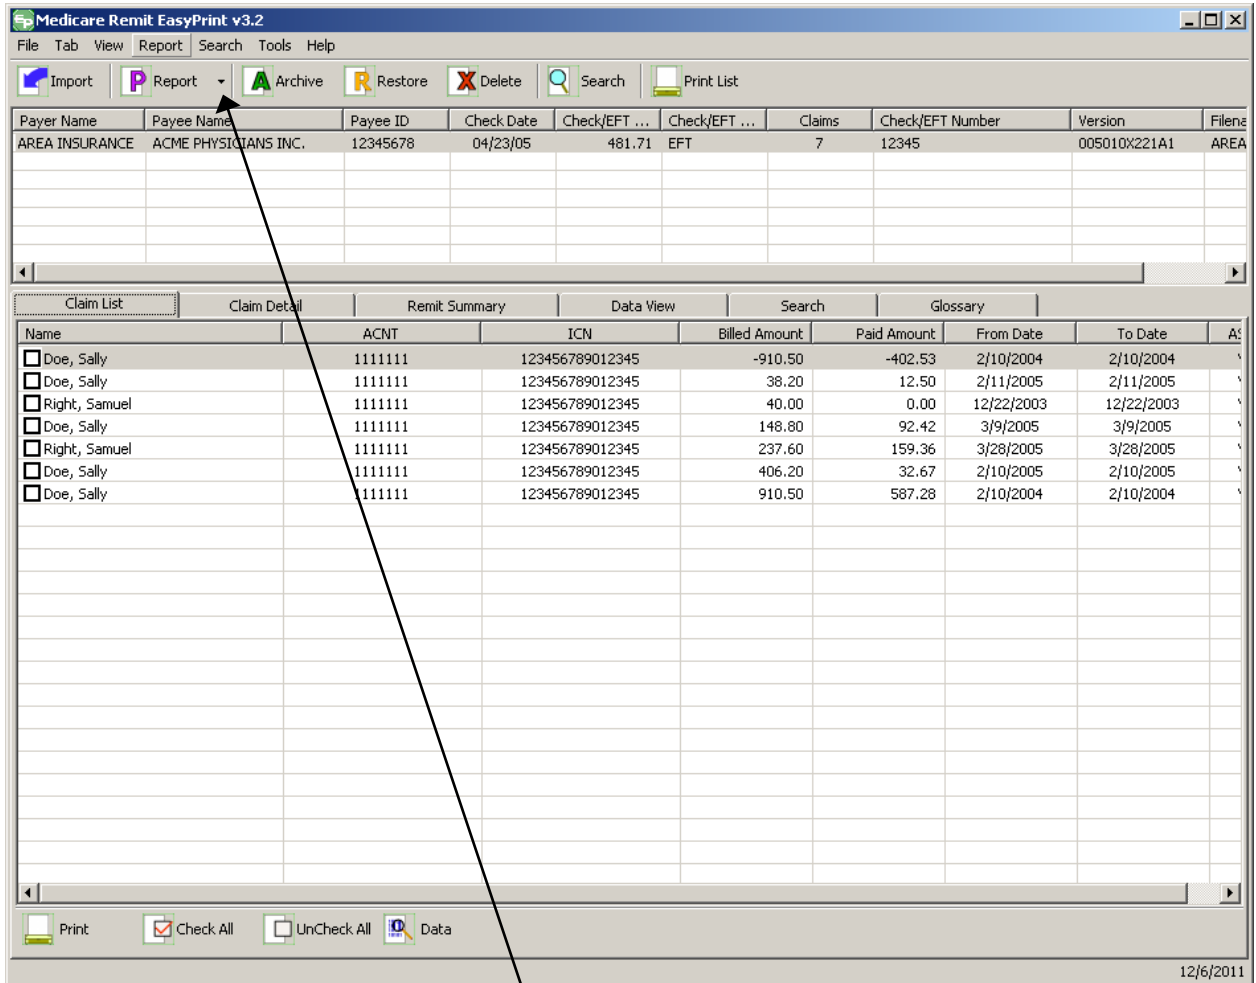 EP Medicare Remit EasyPrint v3.2
File Tab View Report Search Tools Help
Import P Report A Archive R Restore X Delete Search Print List
Payer Name Payee Name Payee ID Check Date Check/EFT ... Check/EFT ... Claims Check/EFT Number Version Filena
AREA INSURANCE ACME PHYSICIANS INC. 12345678 04/23/05 481.71 EFT 7 12345 005010X221A1 AREA
Claim List Claim Detail Remit Summary Data View Search Glossary
Name ACNT ICN Billed Amount Paid Amount From Date To Date AS
Doe, Sally 1111111 123456789012345 -910.50 -402.53 2/10/2004 2/10/2004
Doe, Sally 1111111 123456789012345 38.20 12.50 2/11/2005 2/11/2005
Right, Samuel 1111111 123456789012345 40.00 0.00 12/22/2003 12/22/2003
Doe, Sally 1111111 123456789012345 148.80 92.42 3/9/2005 3/9/2005
Right, Samuel 1111111 123456789012345 237.60 159.36 3/28/2005 3/28/2005
Doe, Sally 1111111 123456789012345 406.20 32.67 2/10/2005 2/10/2005
Doe, Sally 1111111 123456789012345 910.50 587.28 2/10/2004 2/10/2004
Print Check All UnCheck All Data
12/6/2011